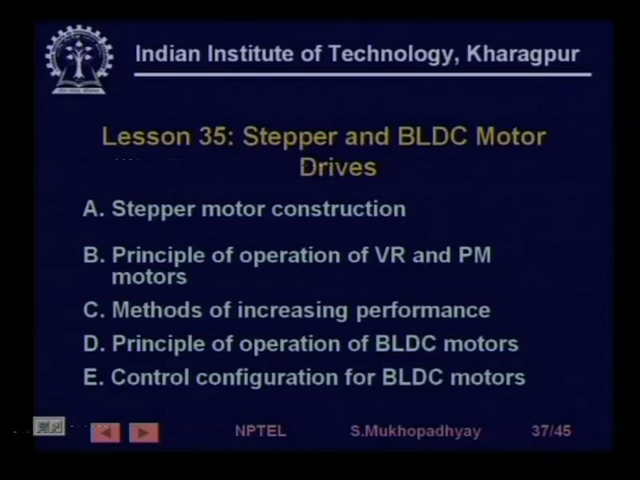 Indian Institute of Technology, Kharagpur
Lesson 35: Stepper and BLDC Motor
Drives
A. Stepper motor construction
B. Principle of operation of VR and PM
motors
C. Methods of increasing performance
D. Principle of operation of BLDC motors
E. Control configuration for BLDC motors
NPTEL S.Mukhopadhyay 37/45